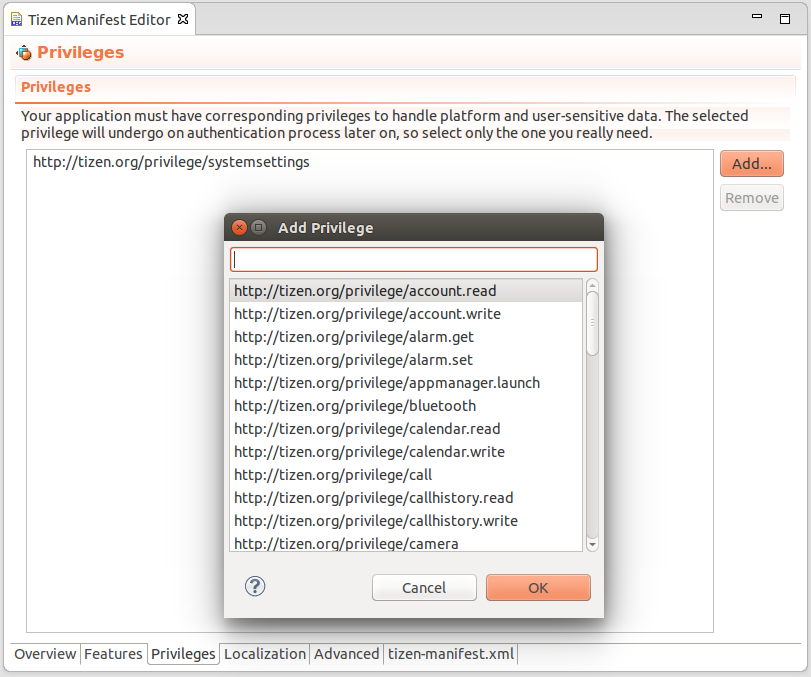 Tizen Manifest Editor
Privileges
Privileges
Your application must have corresponding privileges to handle platform and user-sensitive data. The selected
privilege will undergo on authentication process later on, so select only the one you really need.
http://tizen.org/privilege/systemsettings
Add...
Remove
Add Privilege
http://tizen.org/privilege/account.read
http://tizen.org/privilege/account.write
http://tizen.org/privilege/alarm.get
http://tizen.org/privilege/alarm.set
http://tizen.org/privilege/appmanager.launch
http://tizen.org/privilege/bluetooth
http://tizen.org/privilege/calendar.read
http://tizen.org/privilege/calendar.write
http://tizen.org/privilege/call
http://tizen.org/privilege/callhistory.read
http://tizen.org/privilege/callhistory.write
http://tizen.org/privilege/camera
?
Cancel
OK
Overview Features Privileges Localization Advanced tizen-manifest.xml